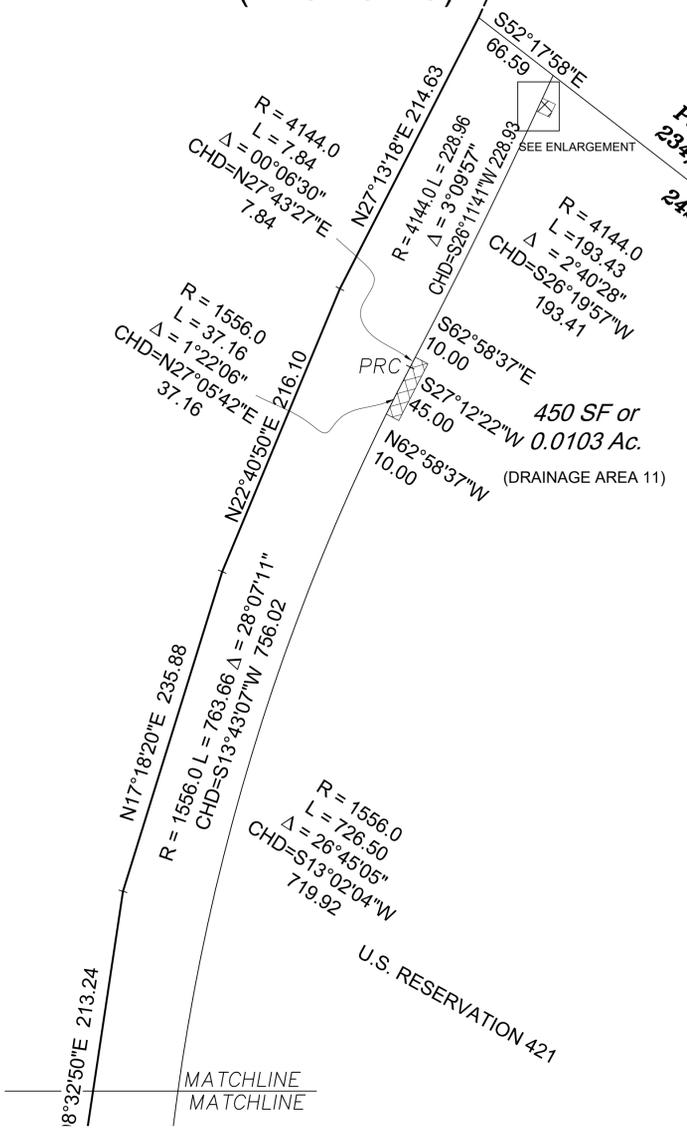 S52°17'58"E
66.59
N27°13'18"E 214.63
R = 4144.0
L = 7.84
Δ = 00°06'30"
CHD=N27°43'27"E
7.84
R = 4144.0 L = 228.96
Δ = 3°09'57"
CHD=S26°11'41"W 228.93
SEE ENLARGEMENT
R = 4144.0
L =193.43
Δ = 2°40'28"
CHD=S26°19'57"W
193.41
R = 1556.0
L = 37.16
Δ = 1°22'06"
CHD=N27°05'42"E
37.16
PRC
S62°58'37"E
10.00
S27°12'22"W
45.00
N62°58'37"W
10.00
450 SF or
0.0103 Ac.
(DRAINAGE AREA 11)
N22°40'50"E 216.10
R = 1556.0 L = 763.66 Δ = 28°07'11"
CHD=S13°43'07"W 756.02
N17°18'20"E 235.88
R = 1556.0
L = 726.50
Δ = 26°45'05"
CHD=S13°02'04"W
719.92
U.S. RESERVATION 421
8°32'50"E 213.24
MATCHLINE
MATCHLINE